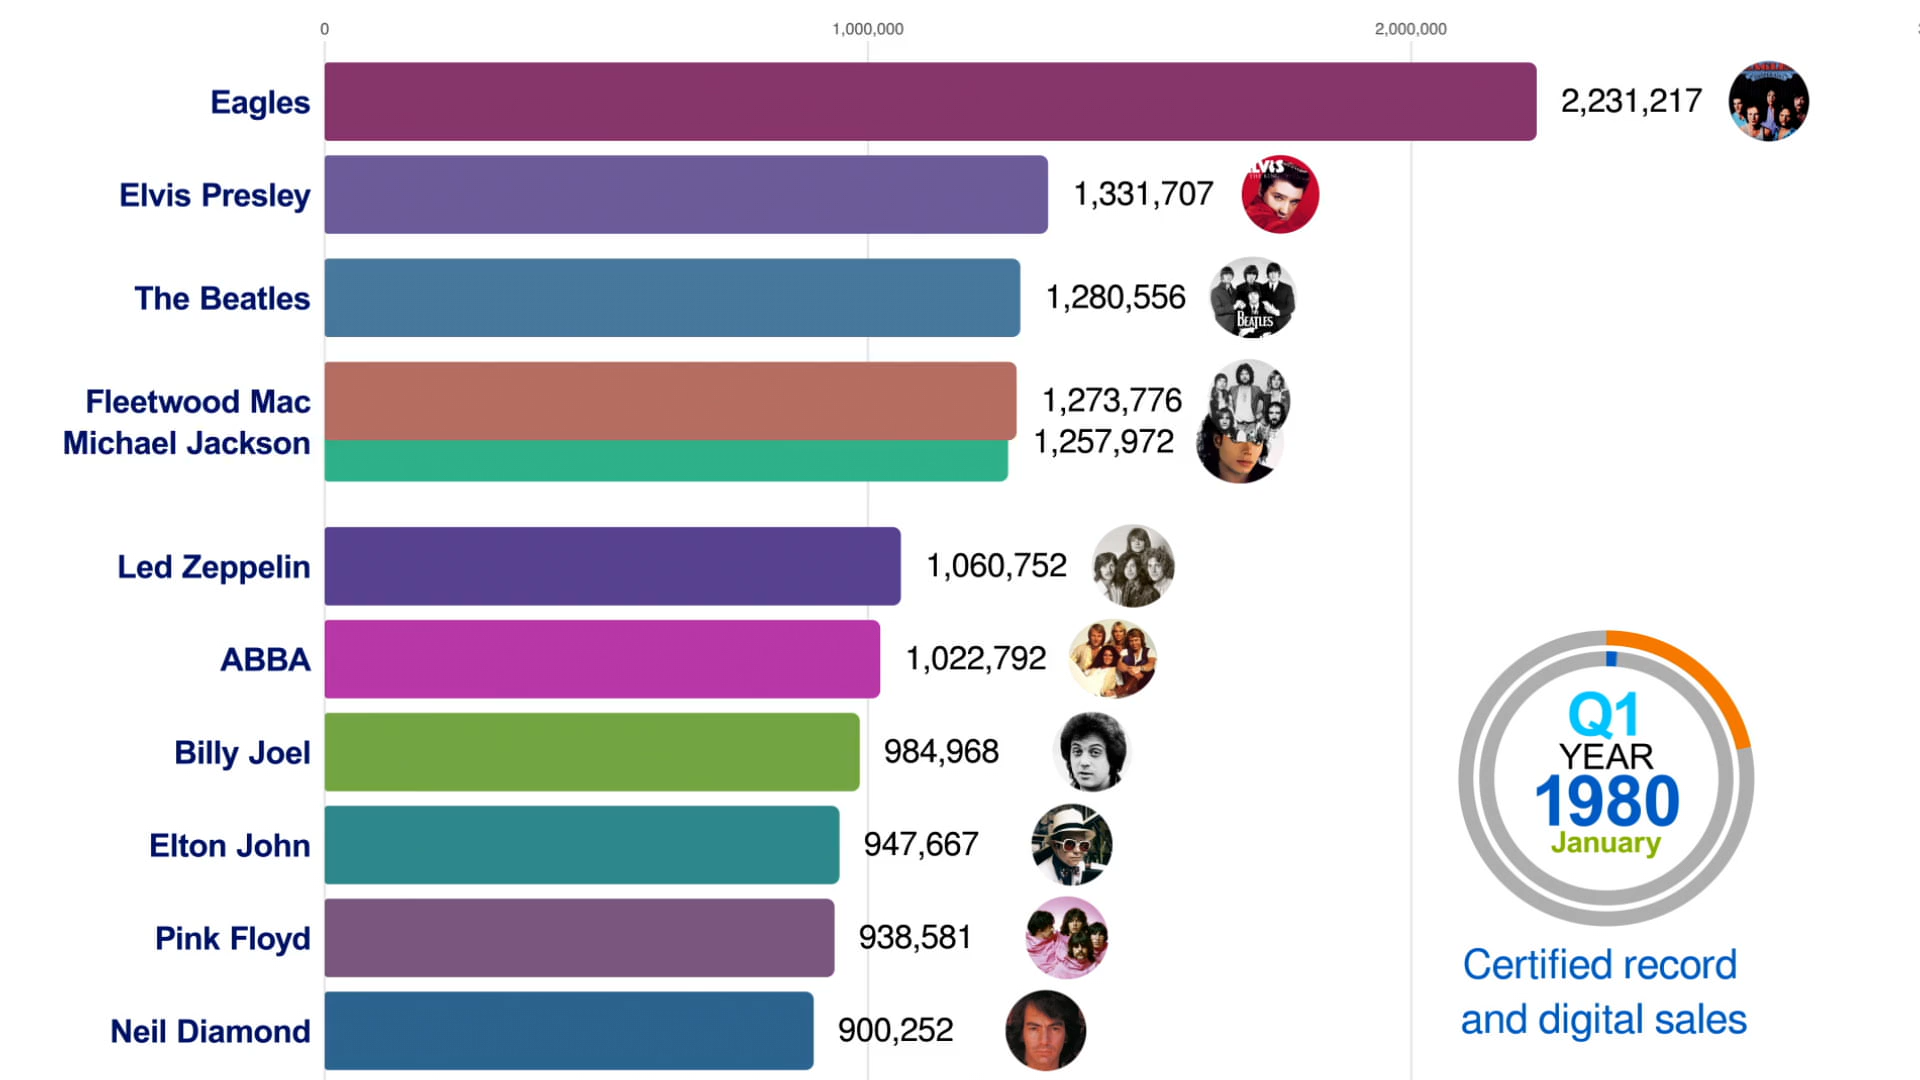 0
1,000,000
2,000,000
Eagles
2,231,217
Elvis Presley
1,331,707
The Beatles
1,280,556
BEATLES
Fleetwood Mac
1,273,776
Michael Jackson
1,257,972
Led Zeppelin
1,060,752
ABBA
1,022,792
Billy Joel
984,968
Elton John
947,667
Pink Floyd
938,581
Neil Diamond
900,252
Q1
YEAR
1980
January
Certified record
and digital sales